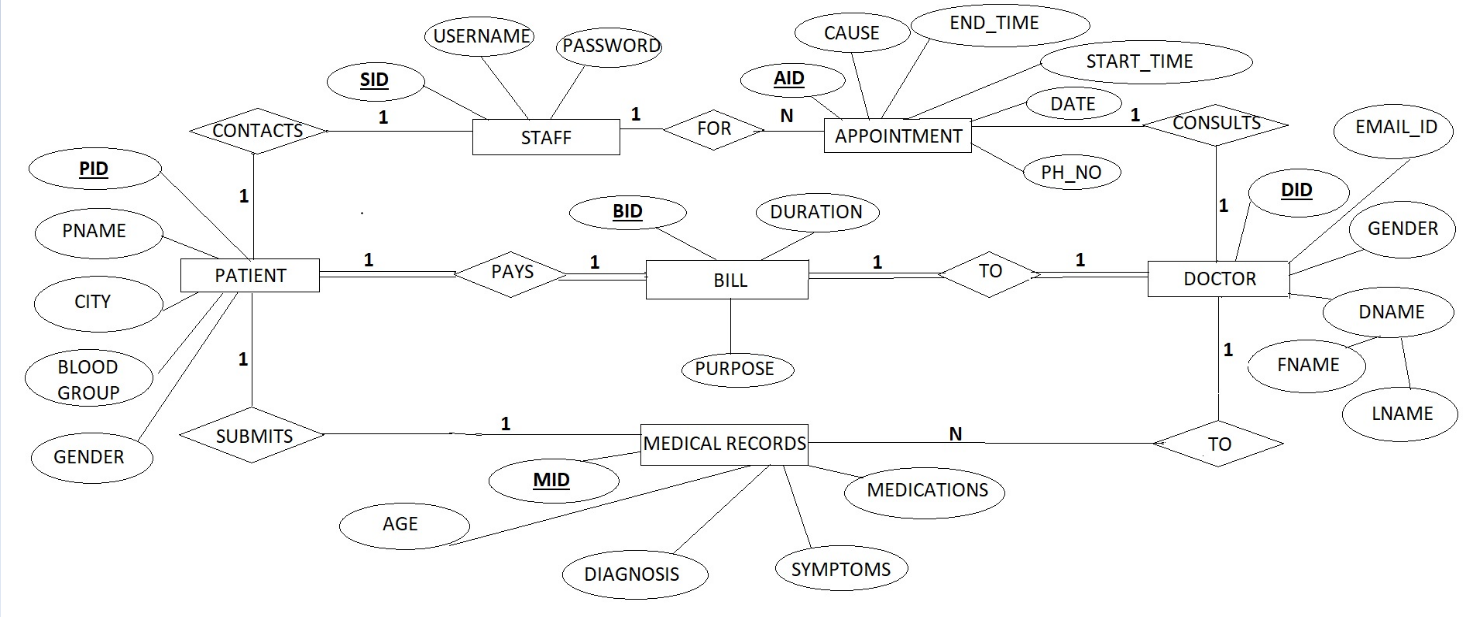 USERNAME
PASSWORD
SID
CONTACTS
1
STAFF
1
FOR
N
AID
CAUSE
END_TIME
START_TIME
DATE
APPOINTMENT
PH_NO
1
CONSULTS
EMAIL_ID
1
DID
GENDER
PID
PNAME
1
PATIENT
CITY
BLOOD
GROUP
GENDER
1
PAYS
1
BID
DURATION
BILL
PURPOSE
1
TO
1
DOCTOR
DNAME
FNAME
LNAME
1
1
SUBMITS
1
MEDICAL RECORDS
N
TO
MID
AGE
DIAGNOSIS
SYMPTOMS
MEDICATIONS